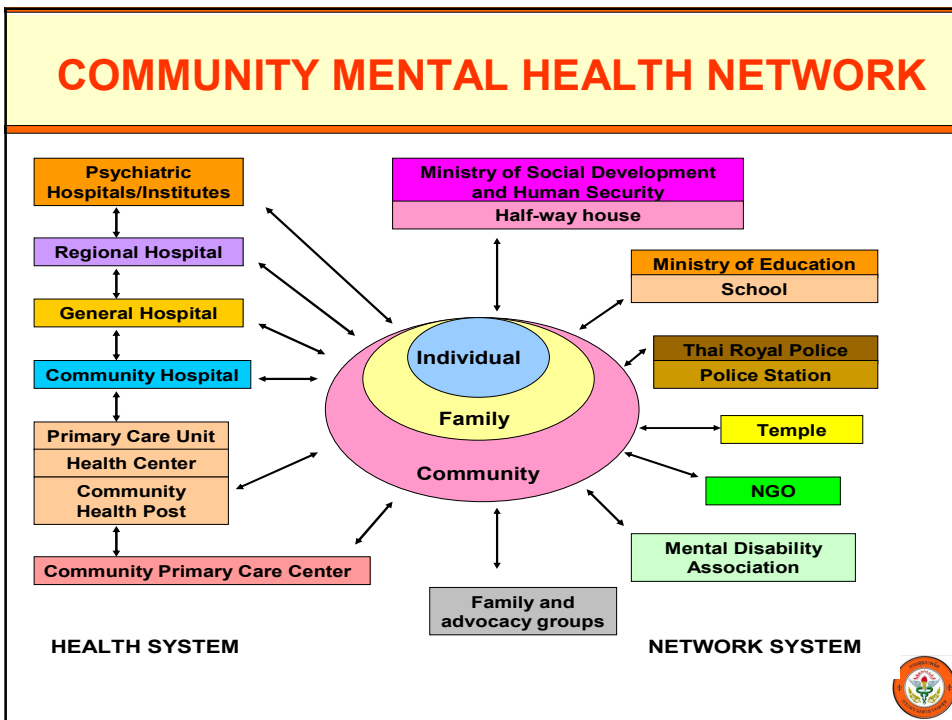 COMMUNITY MENTAL HEALTH NETWORK
Psychiatric
Hospitals/Institutes
Regional Hospital
General Hospital
Community Hospital
Primary Care Unit
Health Center
Community
Health Post
Community Primary Care Center
HEALTH SYSTEM
Individual
Family
Community
Ministry of Social Development
and Human Security
Half-way house
Ministry of Education
School
Thai Royal Police
Police Station
Temple
NGO
Mental Disability
Association
Family and
advocacy groups
NETWORK SYSTEM